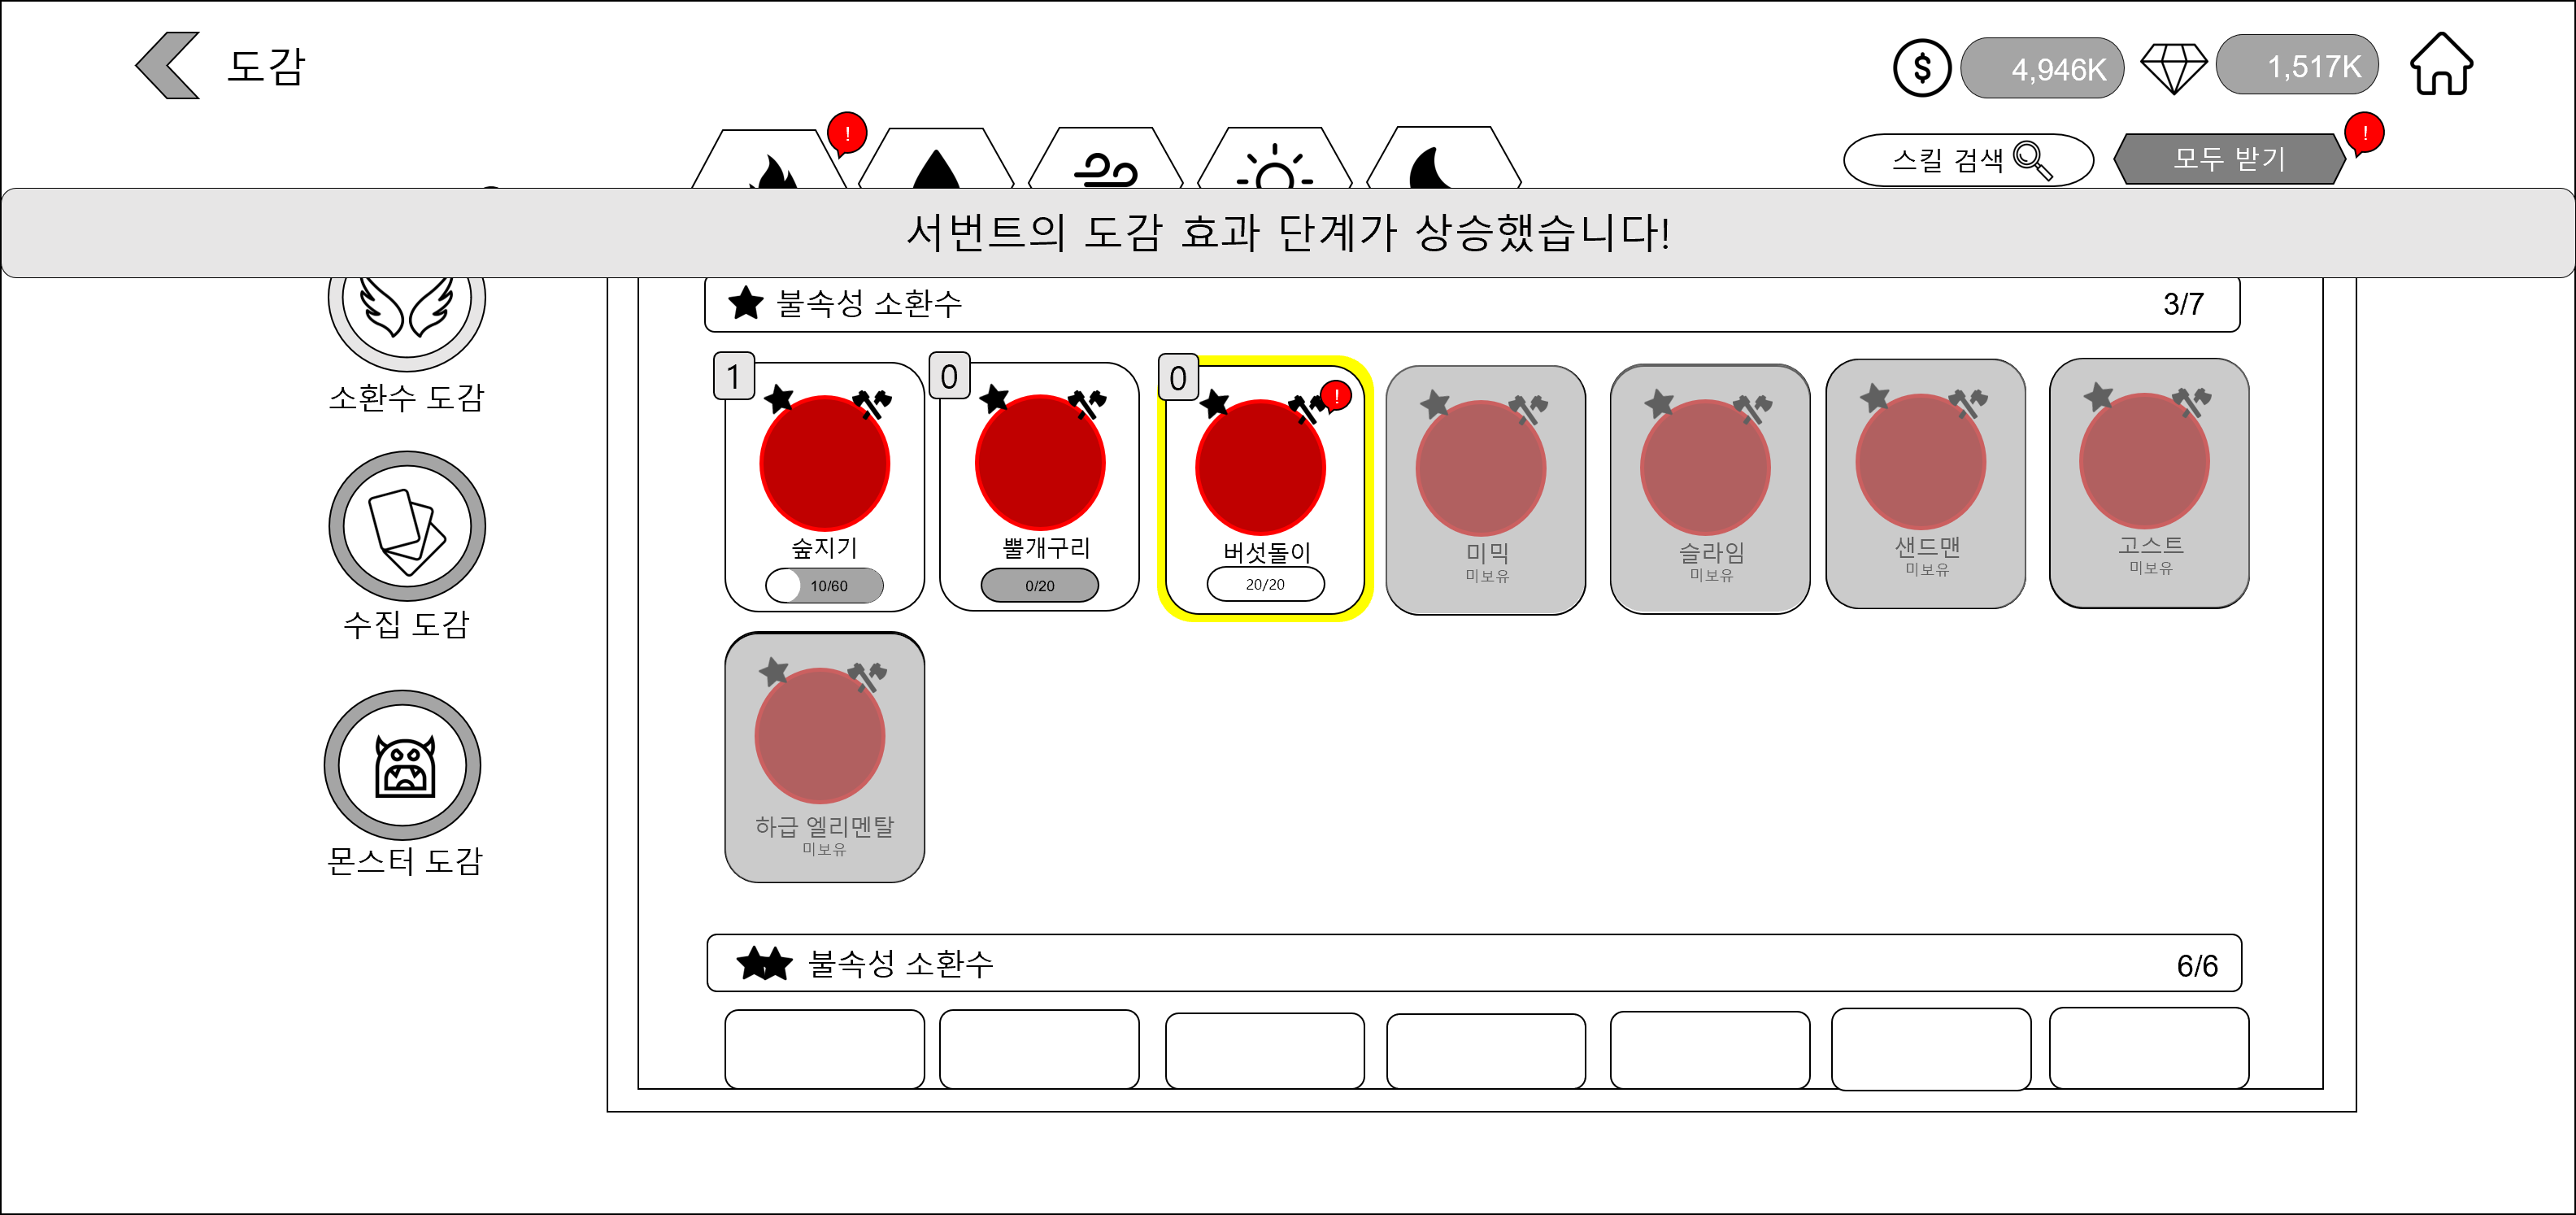 도감
4,946K
1,517K
!
스킬 검색
모두 받기
!
서번트의 도감 효과 단계가 상승했습니다!
소환수 도감
수집 도감
몬스터 도감
불속성 소환수
3/7
1
숲지기
10/60
0
뿔개구리
0/20
0
!
버섯돌이
20/20
미믹
미보유
슬라임
미보유
샌드맨
미보유
고스트
미보유
하급 엘리멘탈
미보유
불속성 소환수
6/6